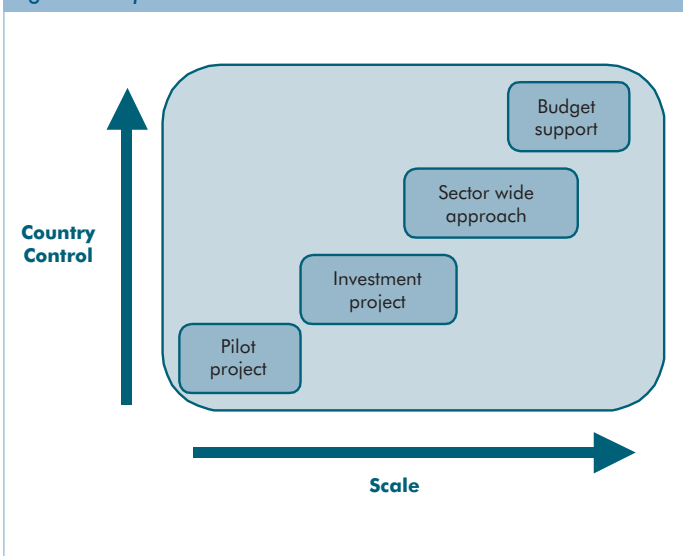 Budget
support
Sector wide
approach
Country
Control
Investment
project
Pilot
project
Scale